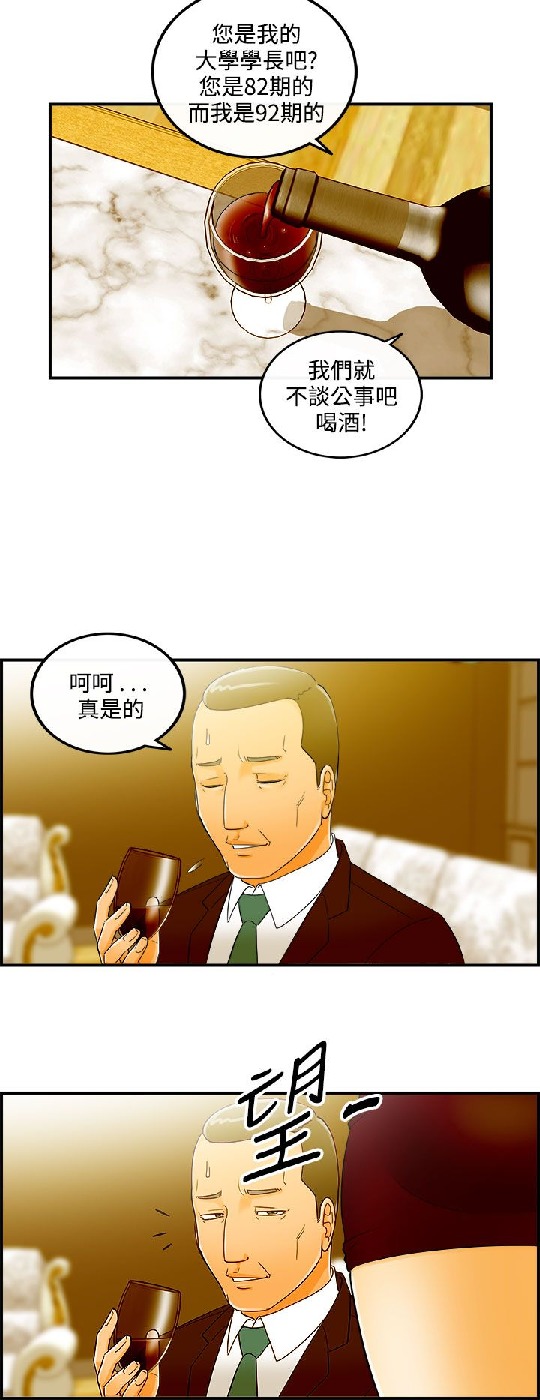 您是我的
大學學長吧?
您是82期的
而我是92期的
我們就
不談公事吧
喝酒!
呵呵...
真是的
望-